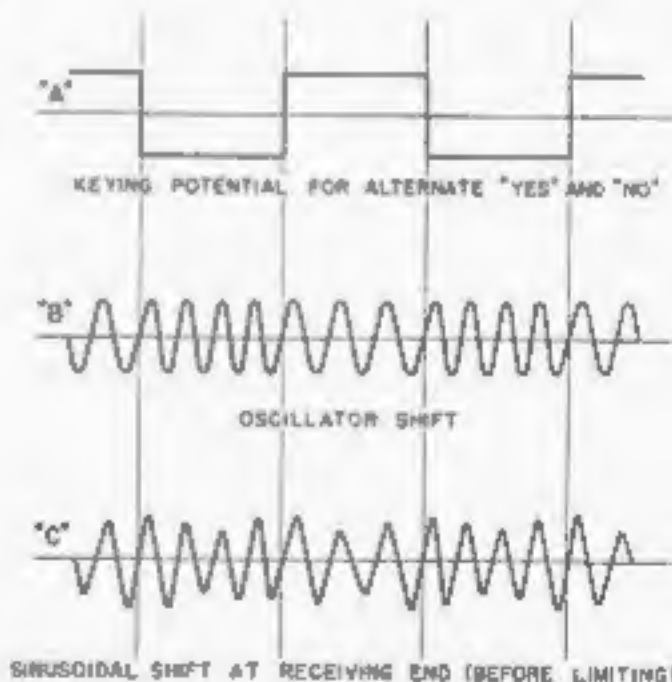 "A"
KEYING POTENTIAL FOR ALTERNATE "YES" AND "NO"
"B"
OSCILLATOR SHIFT
"C"
SINUSOIDAL SHIFT AT RECEIVING END (BEFORE LIMITING)